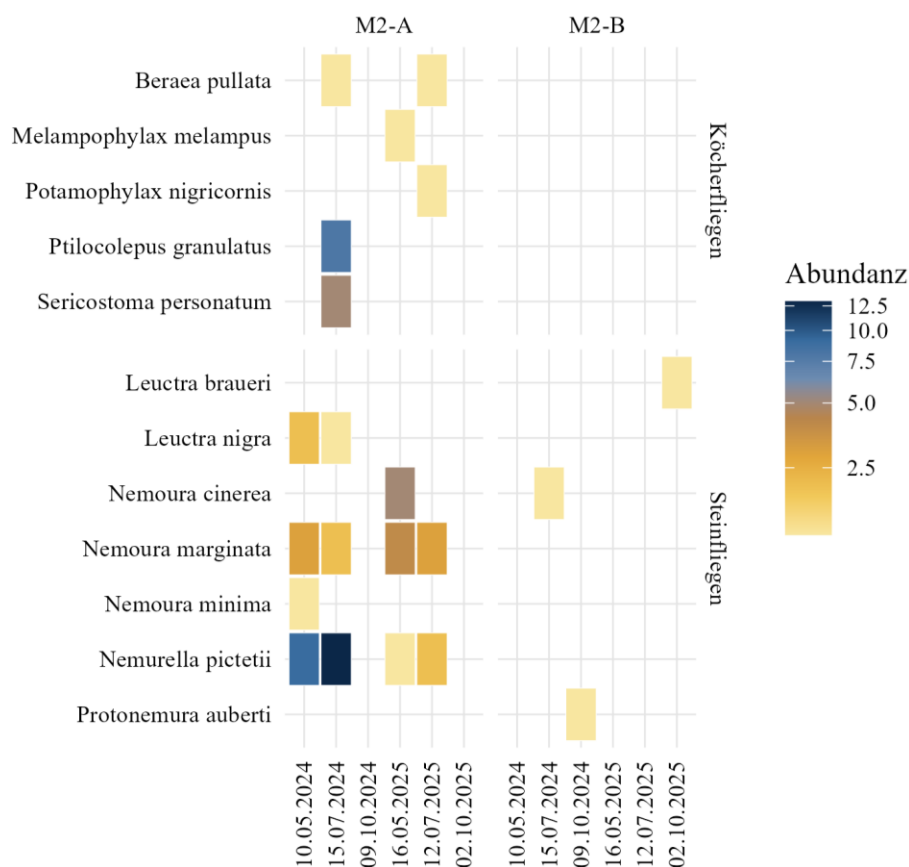 M2-A
M2-B
Beraea pullata
Melampophylax melampus
Potamophylax nigricornis
Ptilocolepus granulatus
Sericostoma personatum
Köcherfliegen
Leuctra braueri
Leuctra nigra
Nemoura cinerea
Nemoura marginata
Nemoura minima
Nemurella pictetii
Protonemura auberti
Steinfliegen
10.05.2024
15.07.2024
09.10.2024
16.05.2025
12.07.2025
02.10.2025
10.05.2024
15.07.2024
09.10.2024
16.05.2025
12.07.2025
02.10.2025
Abundanz
12.5
10.0
7.5
5.0
2.5